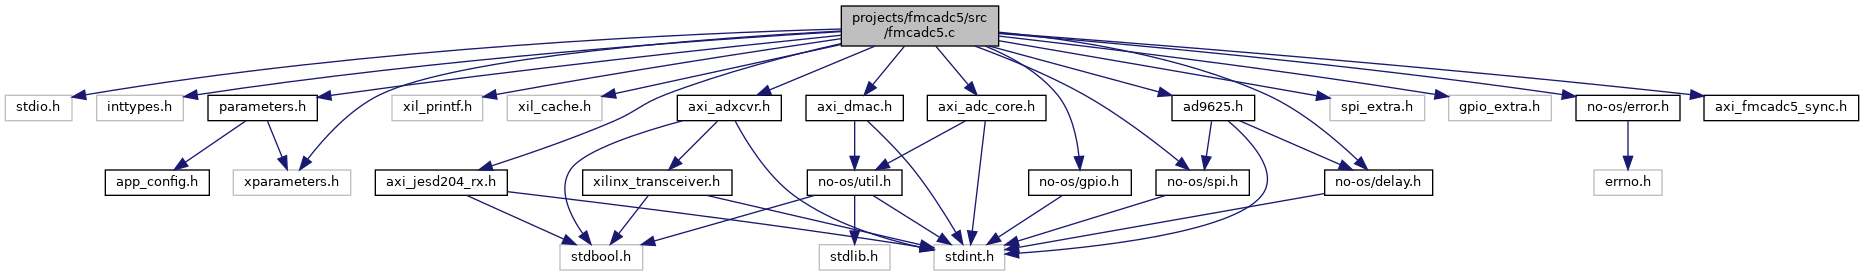 projects/fmcadc5/src
/fmcadc5.c
stdio.h
inttypes.h
parameters.h
xil_printf.h
xil_cache.h
axi_adxcvr.h
axi_dmac.h
axi_adc_core.h
ad9625.h
spi_extra.h
gpio_extra.h
no-os/error.h
axi_fmcadc5_sync.h
app_config.h
xparameters.h
axi_jesd204_rx.h
xilinx_transceiver.h
no-os/util.h
no-os/gpio.h
no-os/spi.h
no-os/delay.h
errno.h
stdbool.h
stdlib.h
stdint.h